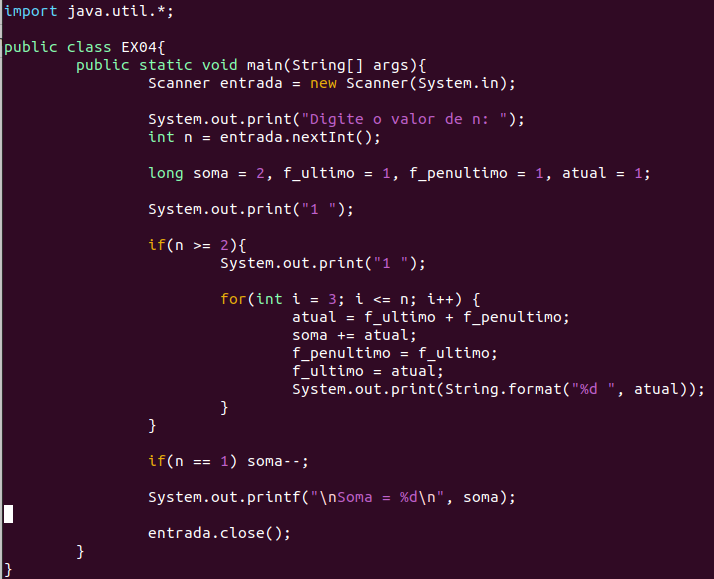 import java.util.*;
public class EX04{
public static void main(String[] args){
Scanner entrada = new Scanner(System.in);
System.out.print("Digite o valor de n: ");
int n = entrada.nextInt();
long soma = 2, f_ultimo = 1, f_penultimo = 1, atual = 1;
System.out.print("1 ");
if(n >= 2){
System.out.print("1 ");
for(int i = 3; i <= n; i++) {
atual = f_ultimo + f_penultimo;
soma += atual;
f_penultimo = f_ultimo;
f_ultimo = atual;
System.out.print(String.format("%d ", atual));
}
}
if(n == 1) soma--;
System.out.printf("\nSoma = %d\n", soma);
entrada.close();
}
}